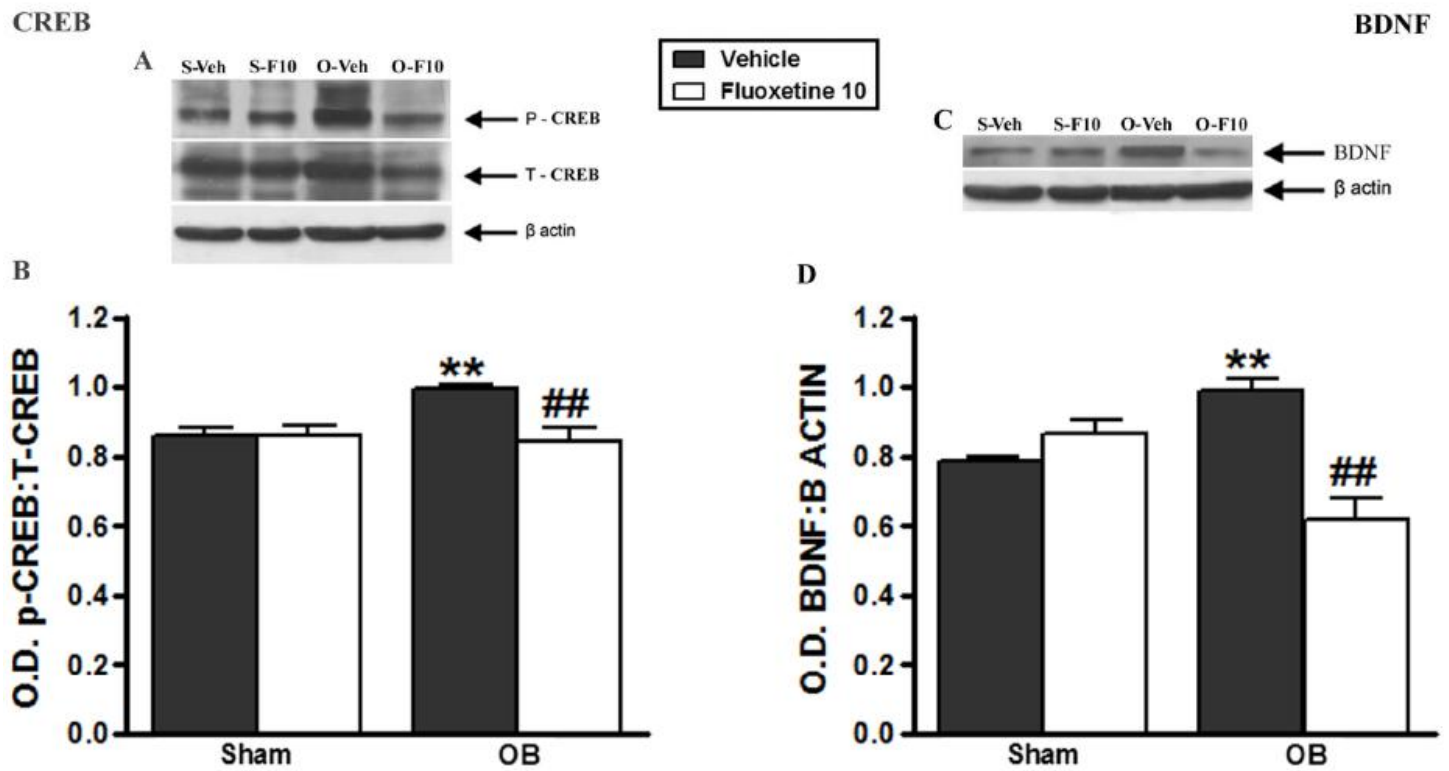 CREB
BDNF
A
S-Veh S-F10 O-Veh O-F10
P - CREB
T - CREB
β actin
Vehicle
Fluoxetine 10
C
S-Veh S-F10 O-Veh O-F10
BDNF
β actin
B
O.D. p-CREB:T-CREB
1.2
1.0
0.8
0.6
0.4
0.2
0.0
**
##
Sham OB
D
O.D. BDNF:B ACTIN
1.2
1.0
0.8
0.6
0.4
0.2
0.0
**
##
Sham OB